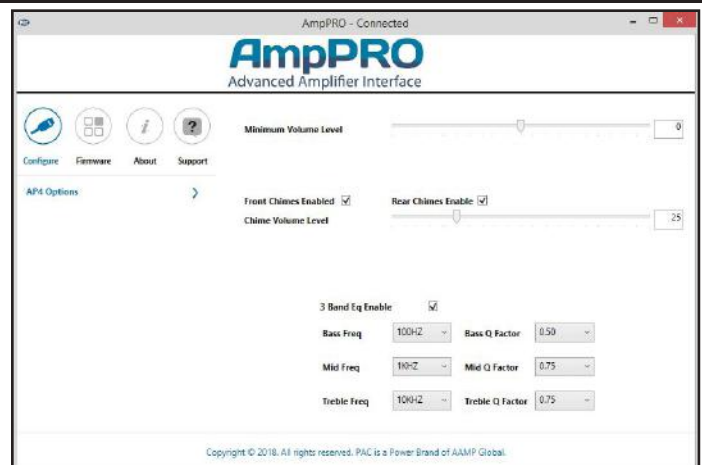 AmpPRO - Connected
AmpPRO
Advanced Amplifier Interface
Configure Firmware About Support
AP4 Options
Minimum Volume Level 0
Front Chimes Enabled Rear Chimes Enable
Chime Volume Level 25
3 Band Eq Enable
Bass Freq 100HZ Bass Q Factor 0.50
Mid Freq 1KHZ Mid Q Factor 0.75
Treble Freq 10KHZ Treble Q Factor 0.75
Copyright © 2018. All rights reserved. PAC is a Power Brand of AAMP Global.